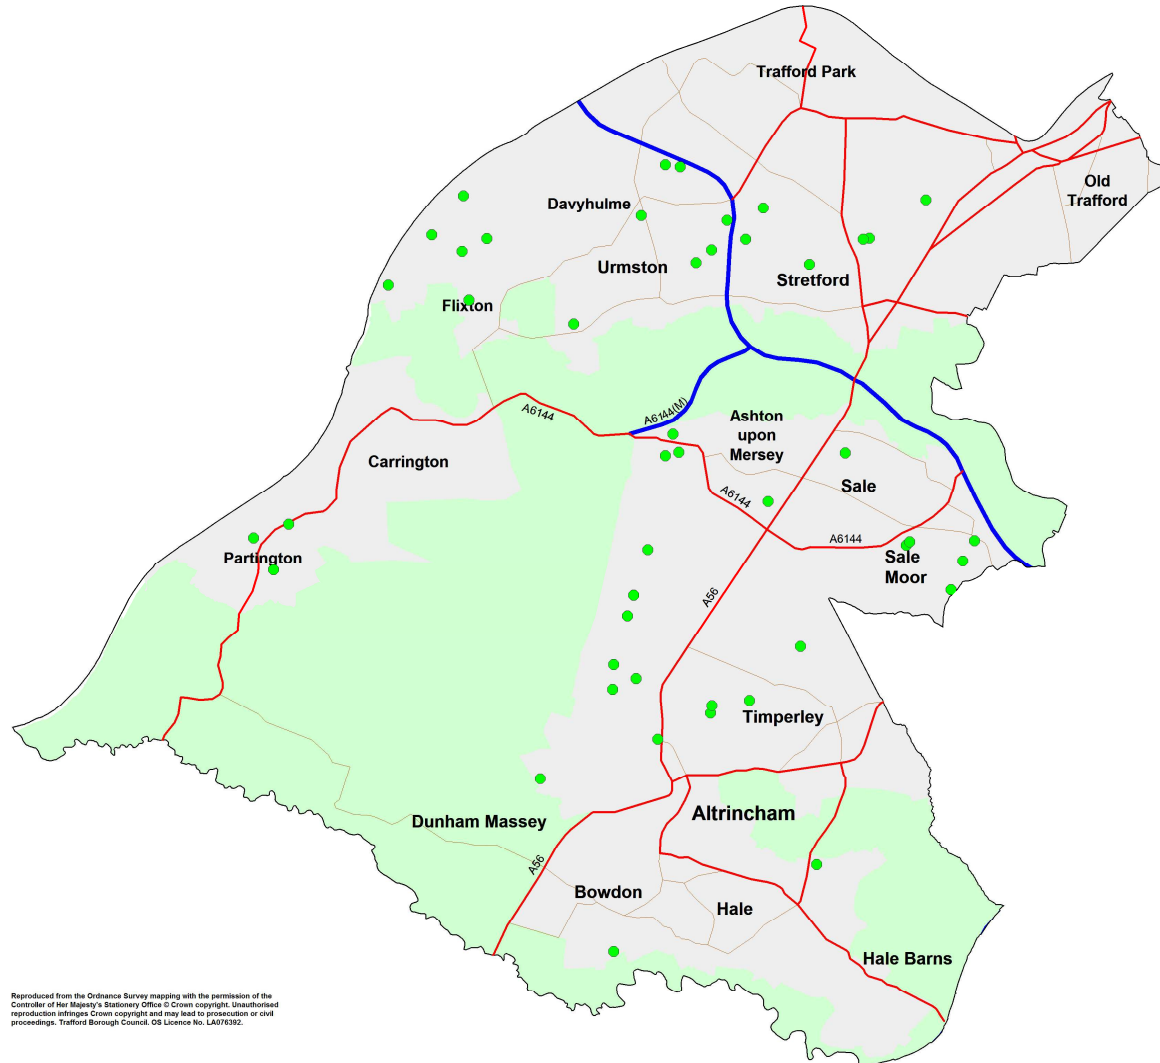 Trafford Park
Old
Trafford
Davyhulme
Urmston
Stretford
Flixton
A6144
A6144(M)
Ashton
upon
Mersey
Carrington
Sale
A6144
A6144
Partington
Sale
Moor
A56
Timperley
Altrincham
Dunham Massey
A56
Bowdon
Hale
Hale Barns
Reproduced from the Ordnance Survey mapping with the permission of the
Controller of Her Majesty's Stationery Office © Crown copyright. Unauthorised
reproduction infringes Crown copyright and may lead to prosecution or civil
proceedings. Trafford Borough Council. OS Licence No. LA076392.